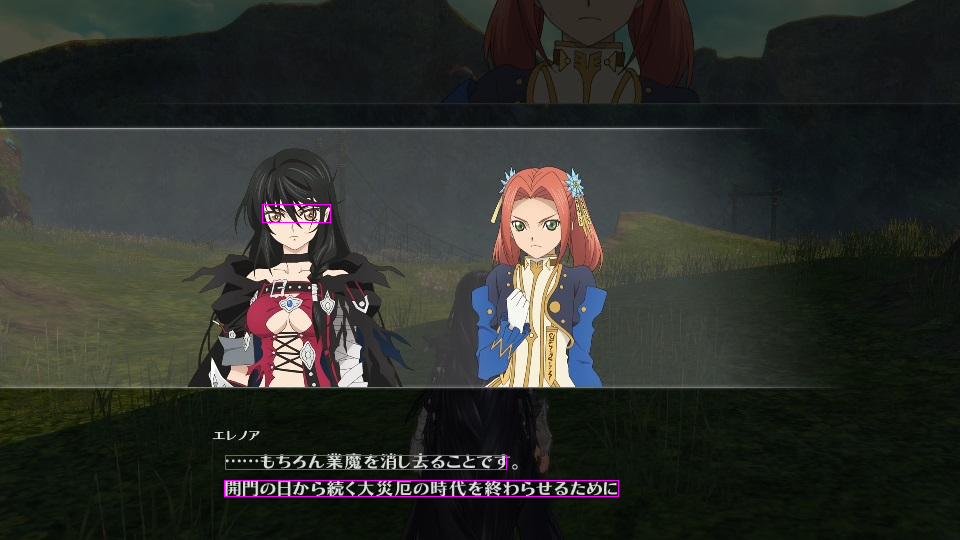 エレノア
……もちろん業魔を消し去ることです。
開門の日から続く大災厄の時代を終わらせるために